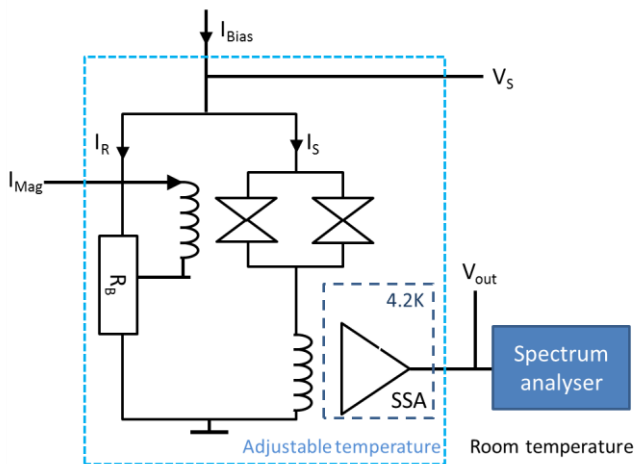 I_Bias
V_S
I_R
I_S
I_Mag
R_B
V_out
4.2K
Spectrum
analyser
SSA
Adjustable temperature
Room temperature